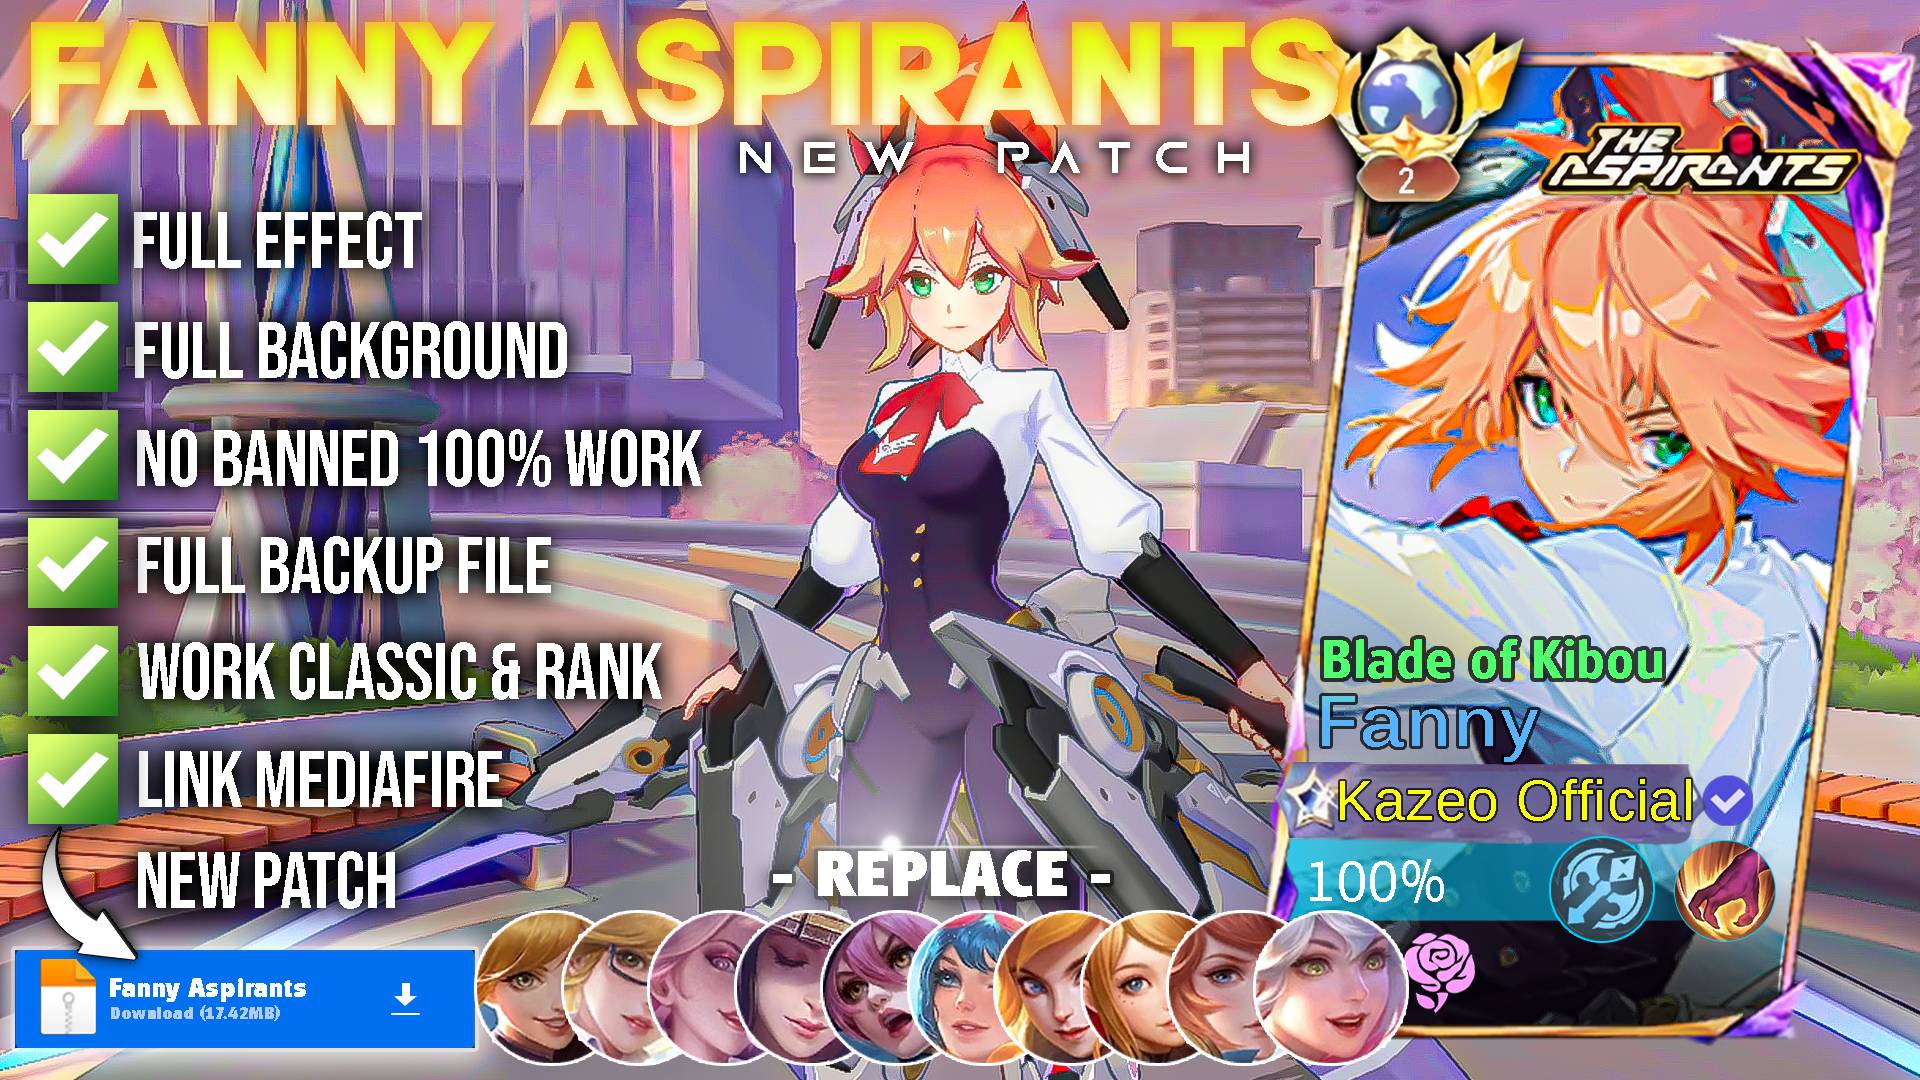 FANNY ASPIRANTS
NEW PATCH
2
THE
ASPIRANTS
FULL EFFECT
FULL BACKGROUND
NO BANNED 100% WORK
FULL BACKUP FILE
WORK CLASSIC & RANK
LINK MEDIAFIRE
NEW PATCH
Fanny Aspirants
Download (17.42MB)
- REPLACE -
Blade of Kibou
Fanny
Kazeo Official
100%